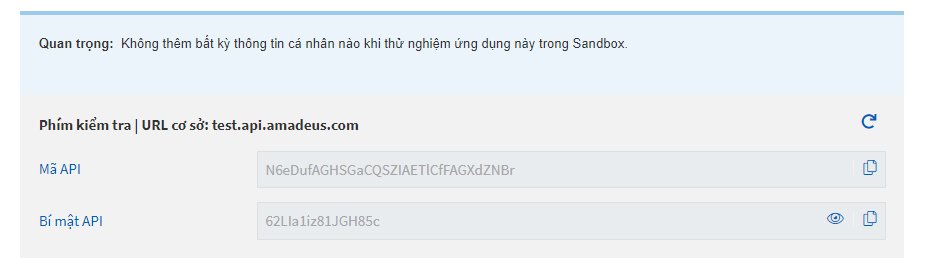 Quan trọng: Không thêm bất kỳ thông tin cá nhân nào khi thử nghiệm ứng dụng này trong Sandbox.
Phím kiểm tra | URL cơ sở: test.api.amadeus.com
Mã API
N6eDufAGHSGaCQSZIAETlCfFAGXdZNBr
Bí mật API
62LIa1iz81JGH85c